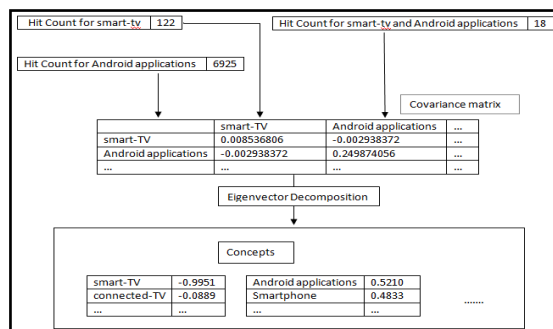 Hit Count for smart-tv 122
Hit Count for smart-tv and Android applications 18
Hit Count for Android applications 6925
Covariance matrix
smart-TV Android applications ...
smart-TV 0.008536806 -0.002938372 ...
Android applications -0.002938372 0.249874056 ...
... ... ...
Eigenvector Decomposition
Concepts
smart-TV -0.9951 Android applications 0.5210
connected-TV -0.0889 Smartphone 0.4833
... ... ... ... .......